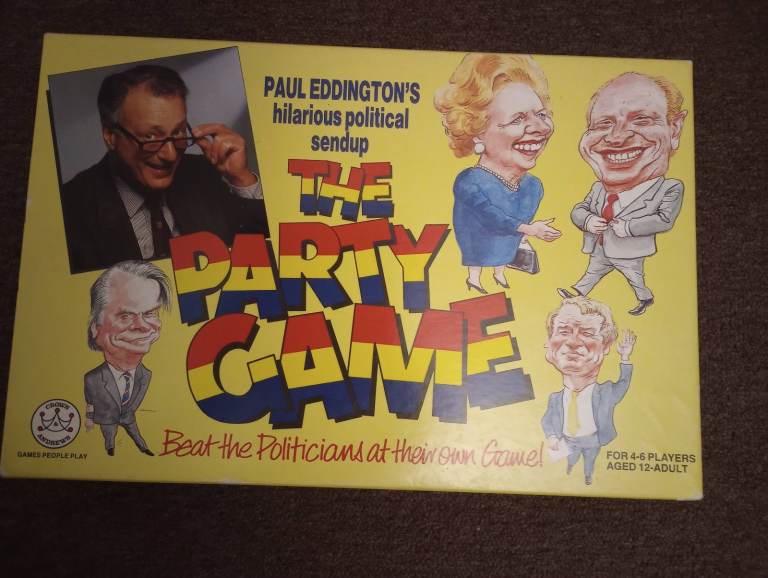 PAUL EDDINGTON'S
hilarious political
sendup
THE
PARTY
GAME
Beat the Politicians at their own Game!
CROWN
ANDREWS
GAMES PEOPLE PLAY
FOR 4-6 PLAYERS
AGED 12-ADULT